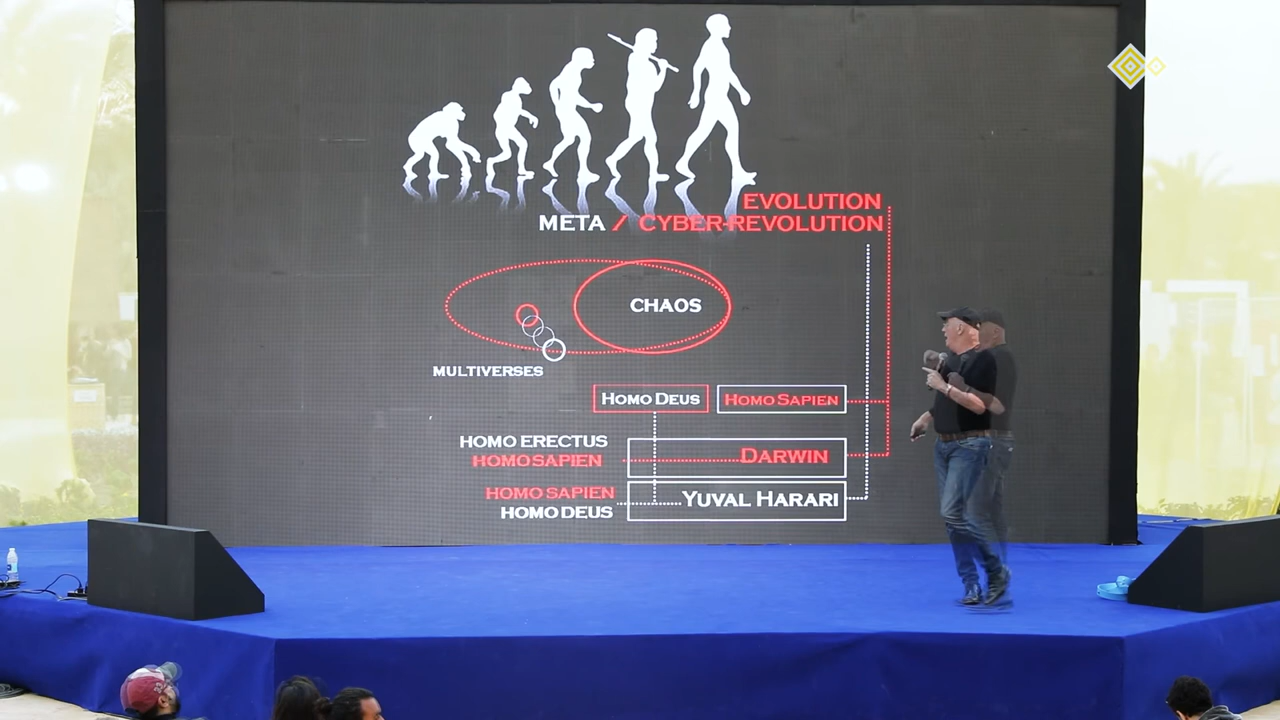 EVOLUTION
META / CYBER-REVOLUTION
CHAOS
MULTIVERSES
HOMO DEUS
HOMO SAPIEN
HOMO ERECTUS
HOMO SAPIEN
DARWIN
HOMO SAPIEN
HOMO DEUS
YUVAL HARARI